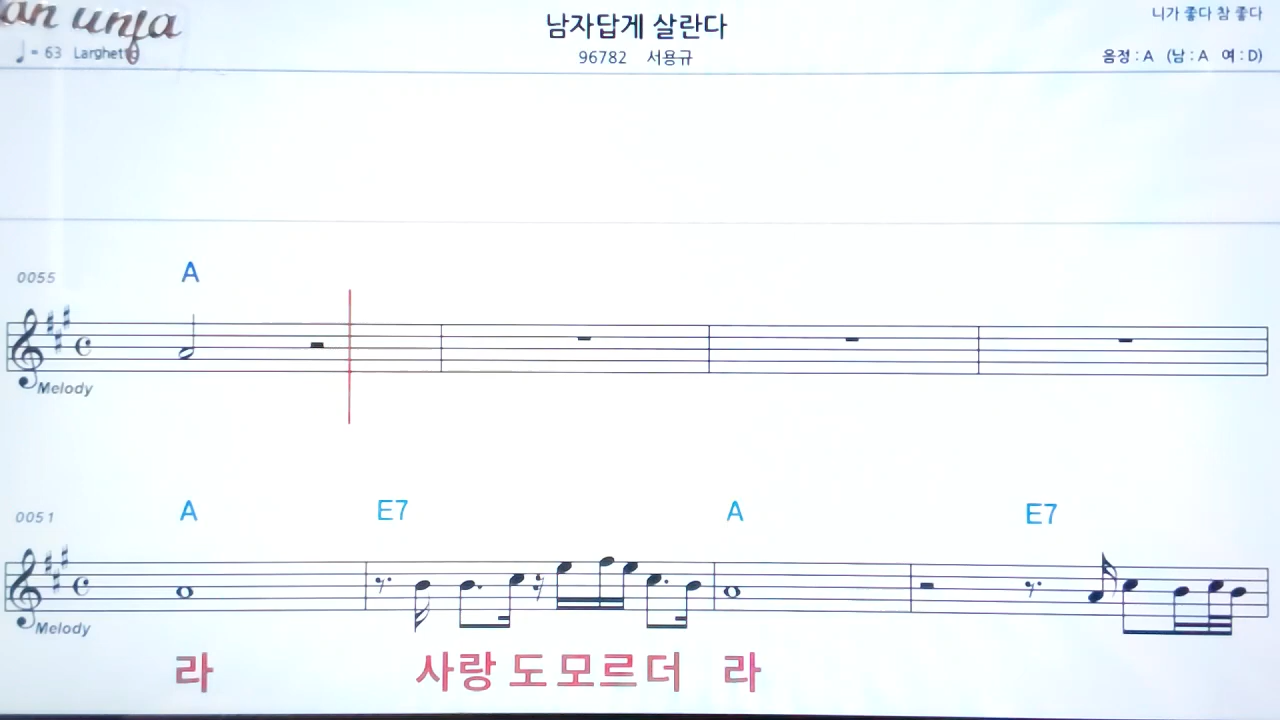 남자답게 살란다
니가 좋다 참 좋다
♩= 63 Larghetto
96782 서용규
음정 : A (남 : A 여 : D)
0055
A
Melody
0051
A E7 A E7
Melody
라 사랑 도 모르더 라